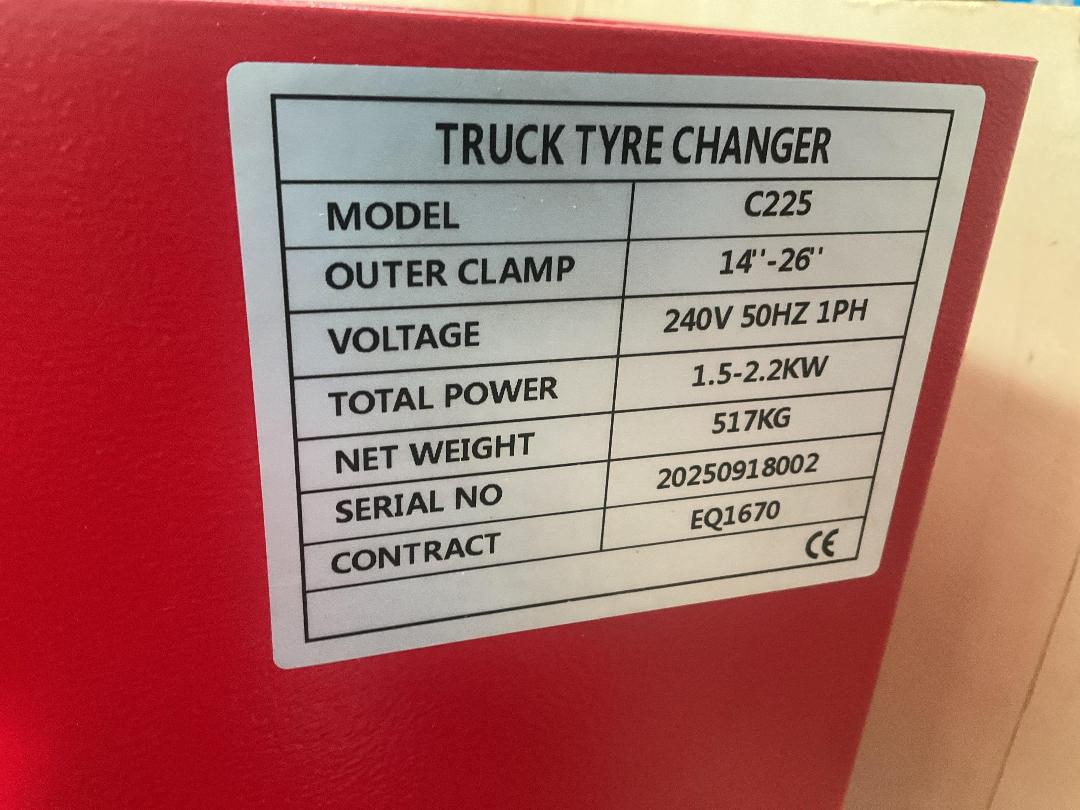 TRUCK TYRE CHANGER
MODEL C225
OUTER CLAMP 14''-26''
VOLTAGE 240V 50HZ 1PH
TOTAL POWER 1.5-2.2KW
NET WEIGHT 517KG
SERIAL NO 20250918002
CONTRACT EQ1670
CE